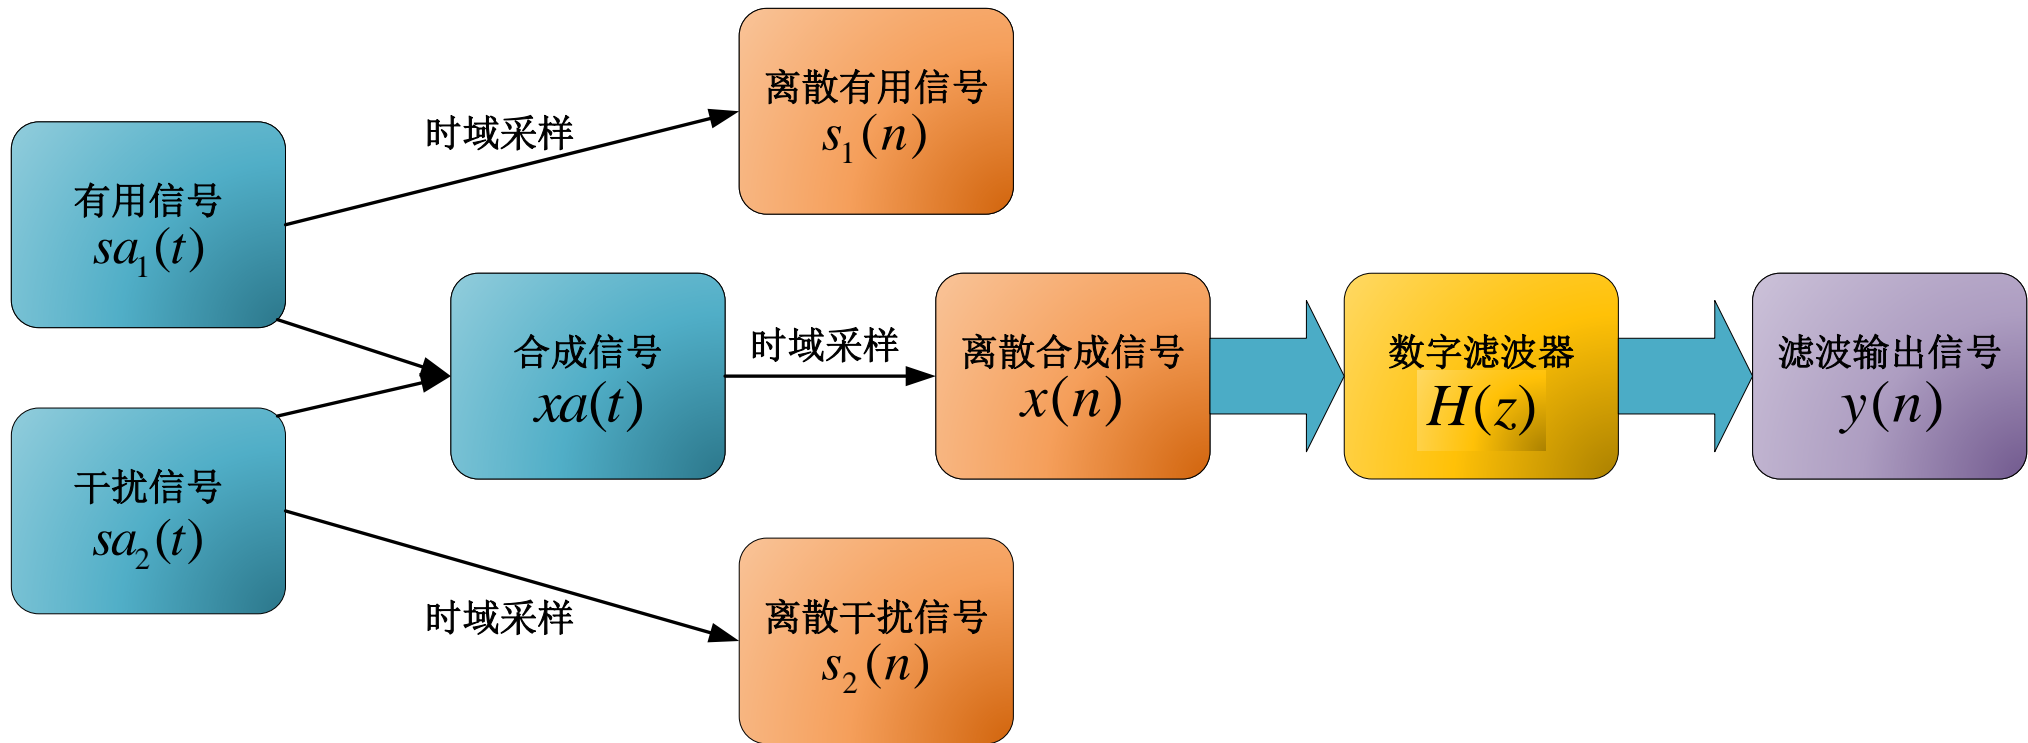 离散有用信号
s₁(n)
时域采样
有用信号
sa₁(t)
合成信号
xa(t)
时域采样
离散合成信号
x(n)
数字滤波器
H(z)
滤波输出信号
y(n)
干扰信号
sa₂(t)
时域采样
离散干扰信号
s₂(n)